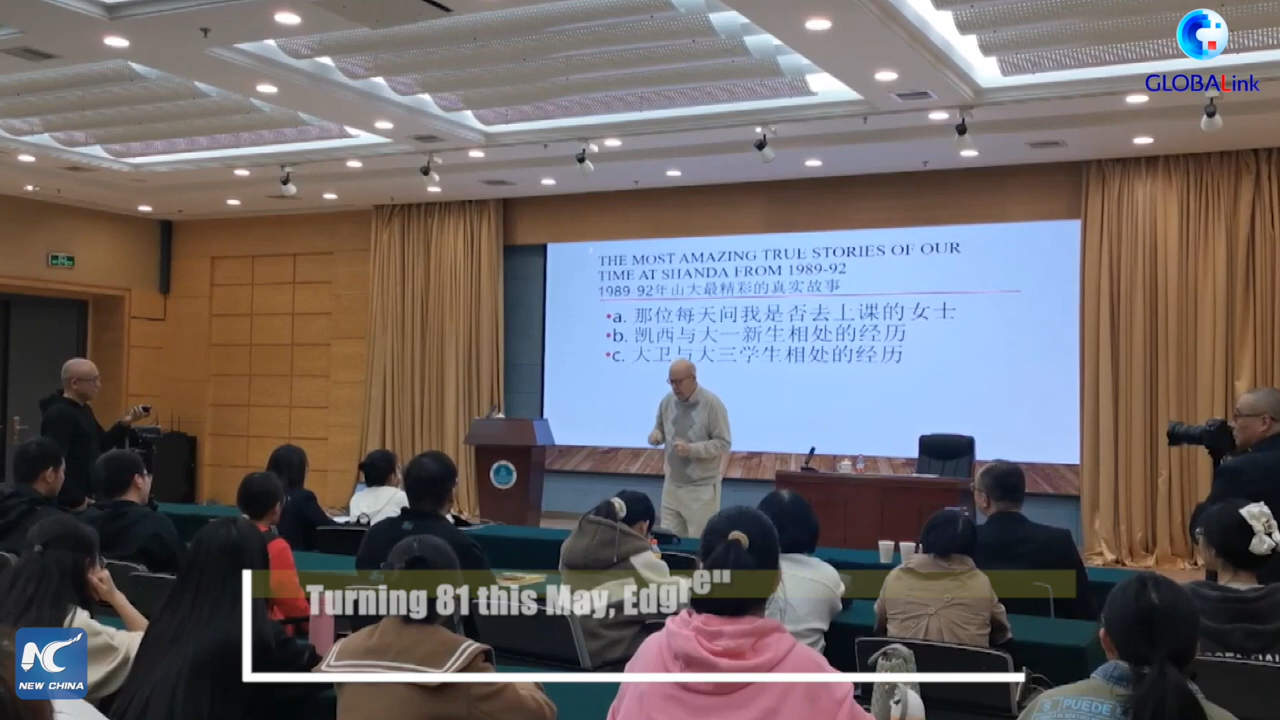 GLOBALink
THE MOST AMAZING TRUE STORIES OF OUR
TIME AT SHANDA FROM 1989-92
1989-92年山大最精彩的真实故事
•a. 那位每天问我是否去上课的女士
•b. 凯西与大一新生相处的经历
•c. 大卫与大三学生相处的经历
Turning 81 this May, Edgre"
NEW CHINA
8 PUEDE